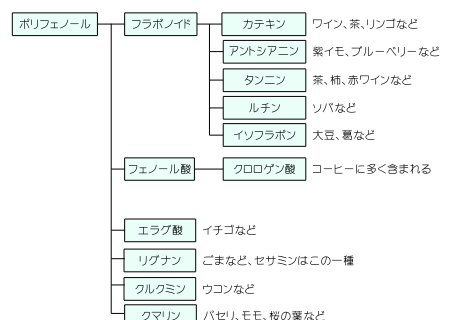 ポリフェノール フラボノイド カテキン ワイン、茶、リンゴなど
アントシアニン 紫イモ、ブルーベリーなど
タンニン 茶、柿、赤ワインなど
ルチン ソバなど
イソフラボン 大豆、葛など
フェノール酸 クロロゲン酸 コーヒーに多く含まれる
エラグ酸 イチゴなど
リグナン ごまなど、セサミンはこの一種
クルクミン ウコンなど
クマリン パセリ、モモ、桜の葉など